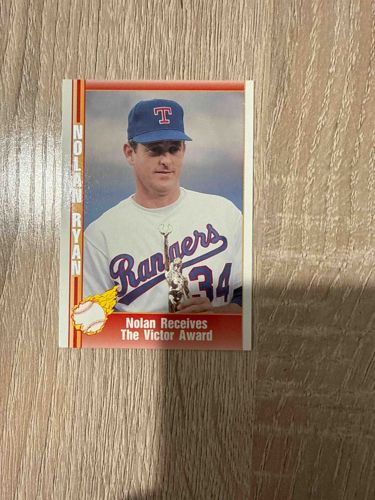 NOLAN RYAN
T
Rangers
34
Nolan Receives
The Victor Award